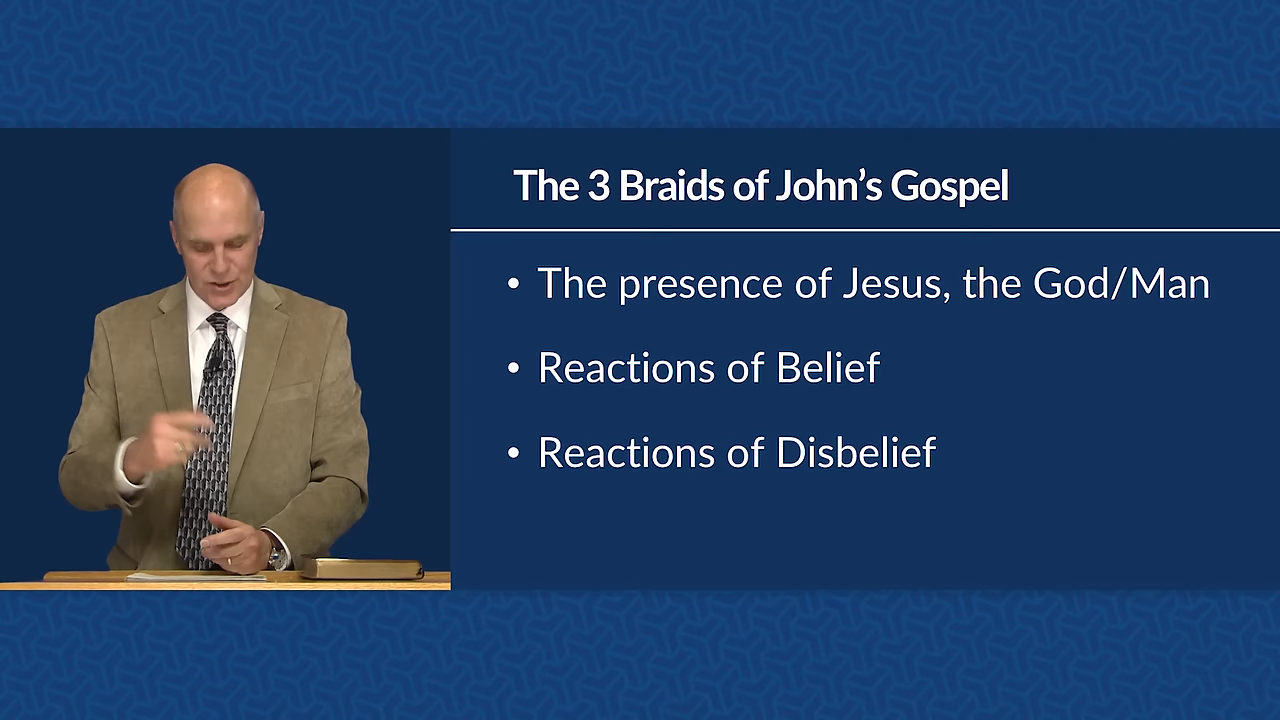 The 3 Braids of John’s Gospel
• The presence of Jesus, the God/Man
• Reactions of Belief
• Reactions of Disbelief